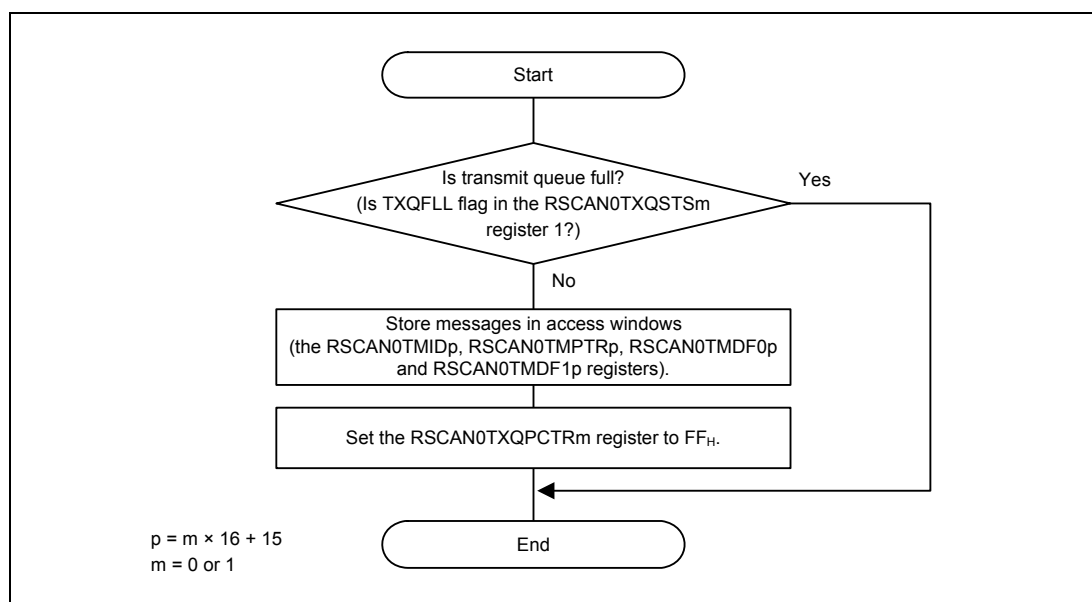 Start
Is transmit queue full?
(Is TXQFLL flag in the RSCAN0TXQSTSm
register 1?)
Yes
No
Store messages in access windows
(the RSCAN0TMIDp, RSCAN0TMPTRp, RSCAN0TMDF0p
and RSCAN0TMDF1p registers).
Set the RSCAN0TXQPCTRm register to FFH.
End
p = m × 16 + 15
m = 0 or 1